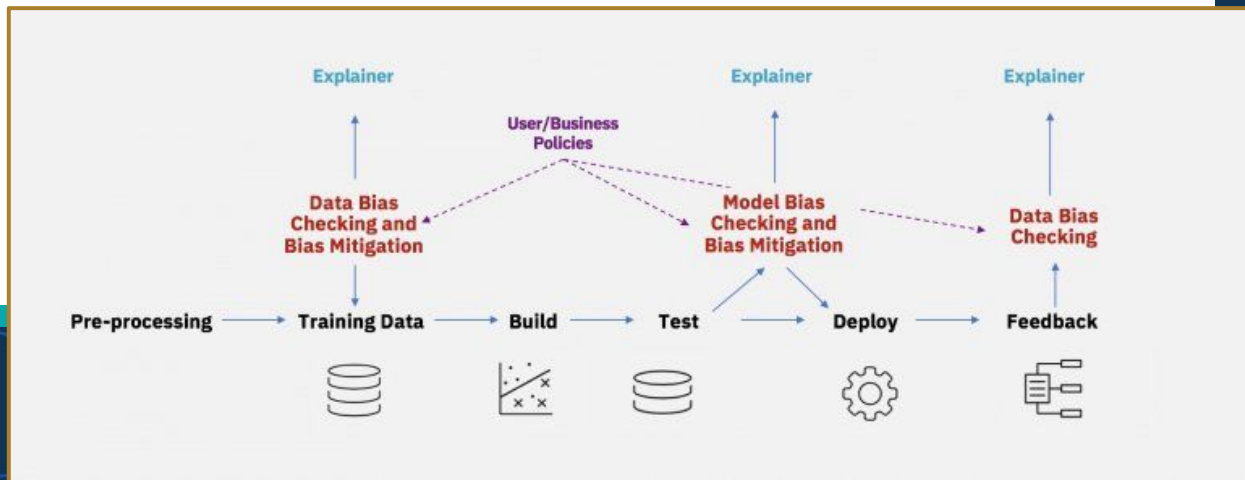 Explainer
Explainer
Explainer
User/Business
Policies
Data Bias
Checking and
Bias Mitigation
Model Bias
Checking and
Bias Mitigation
Data Bias
Checking
Pre-processing
Training Data
Build
Test
Deploy
Feedback